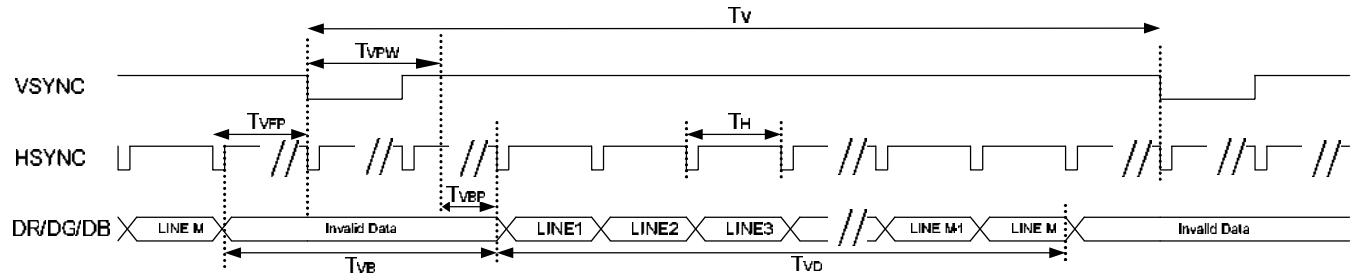 Tv
TVPW
VSYNC
TVFP
TH
HSYNC
TVBP
DR/DG/DB LINE M Invalid Data LINE1 LINE2 LINE3 LINE M-1 LINE M Invalid Data
TVB TVD